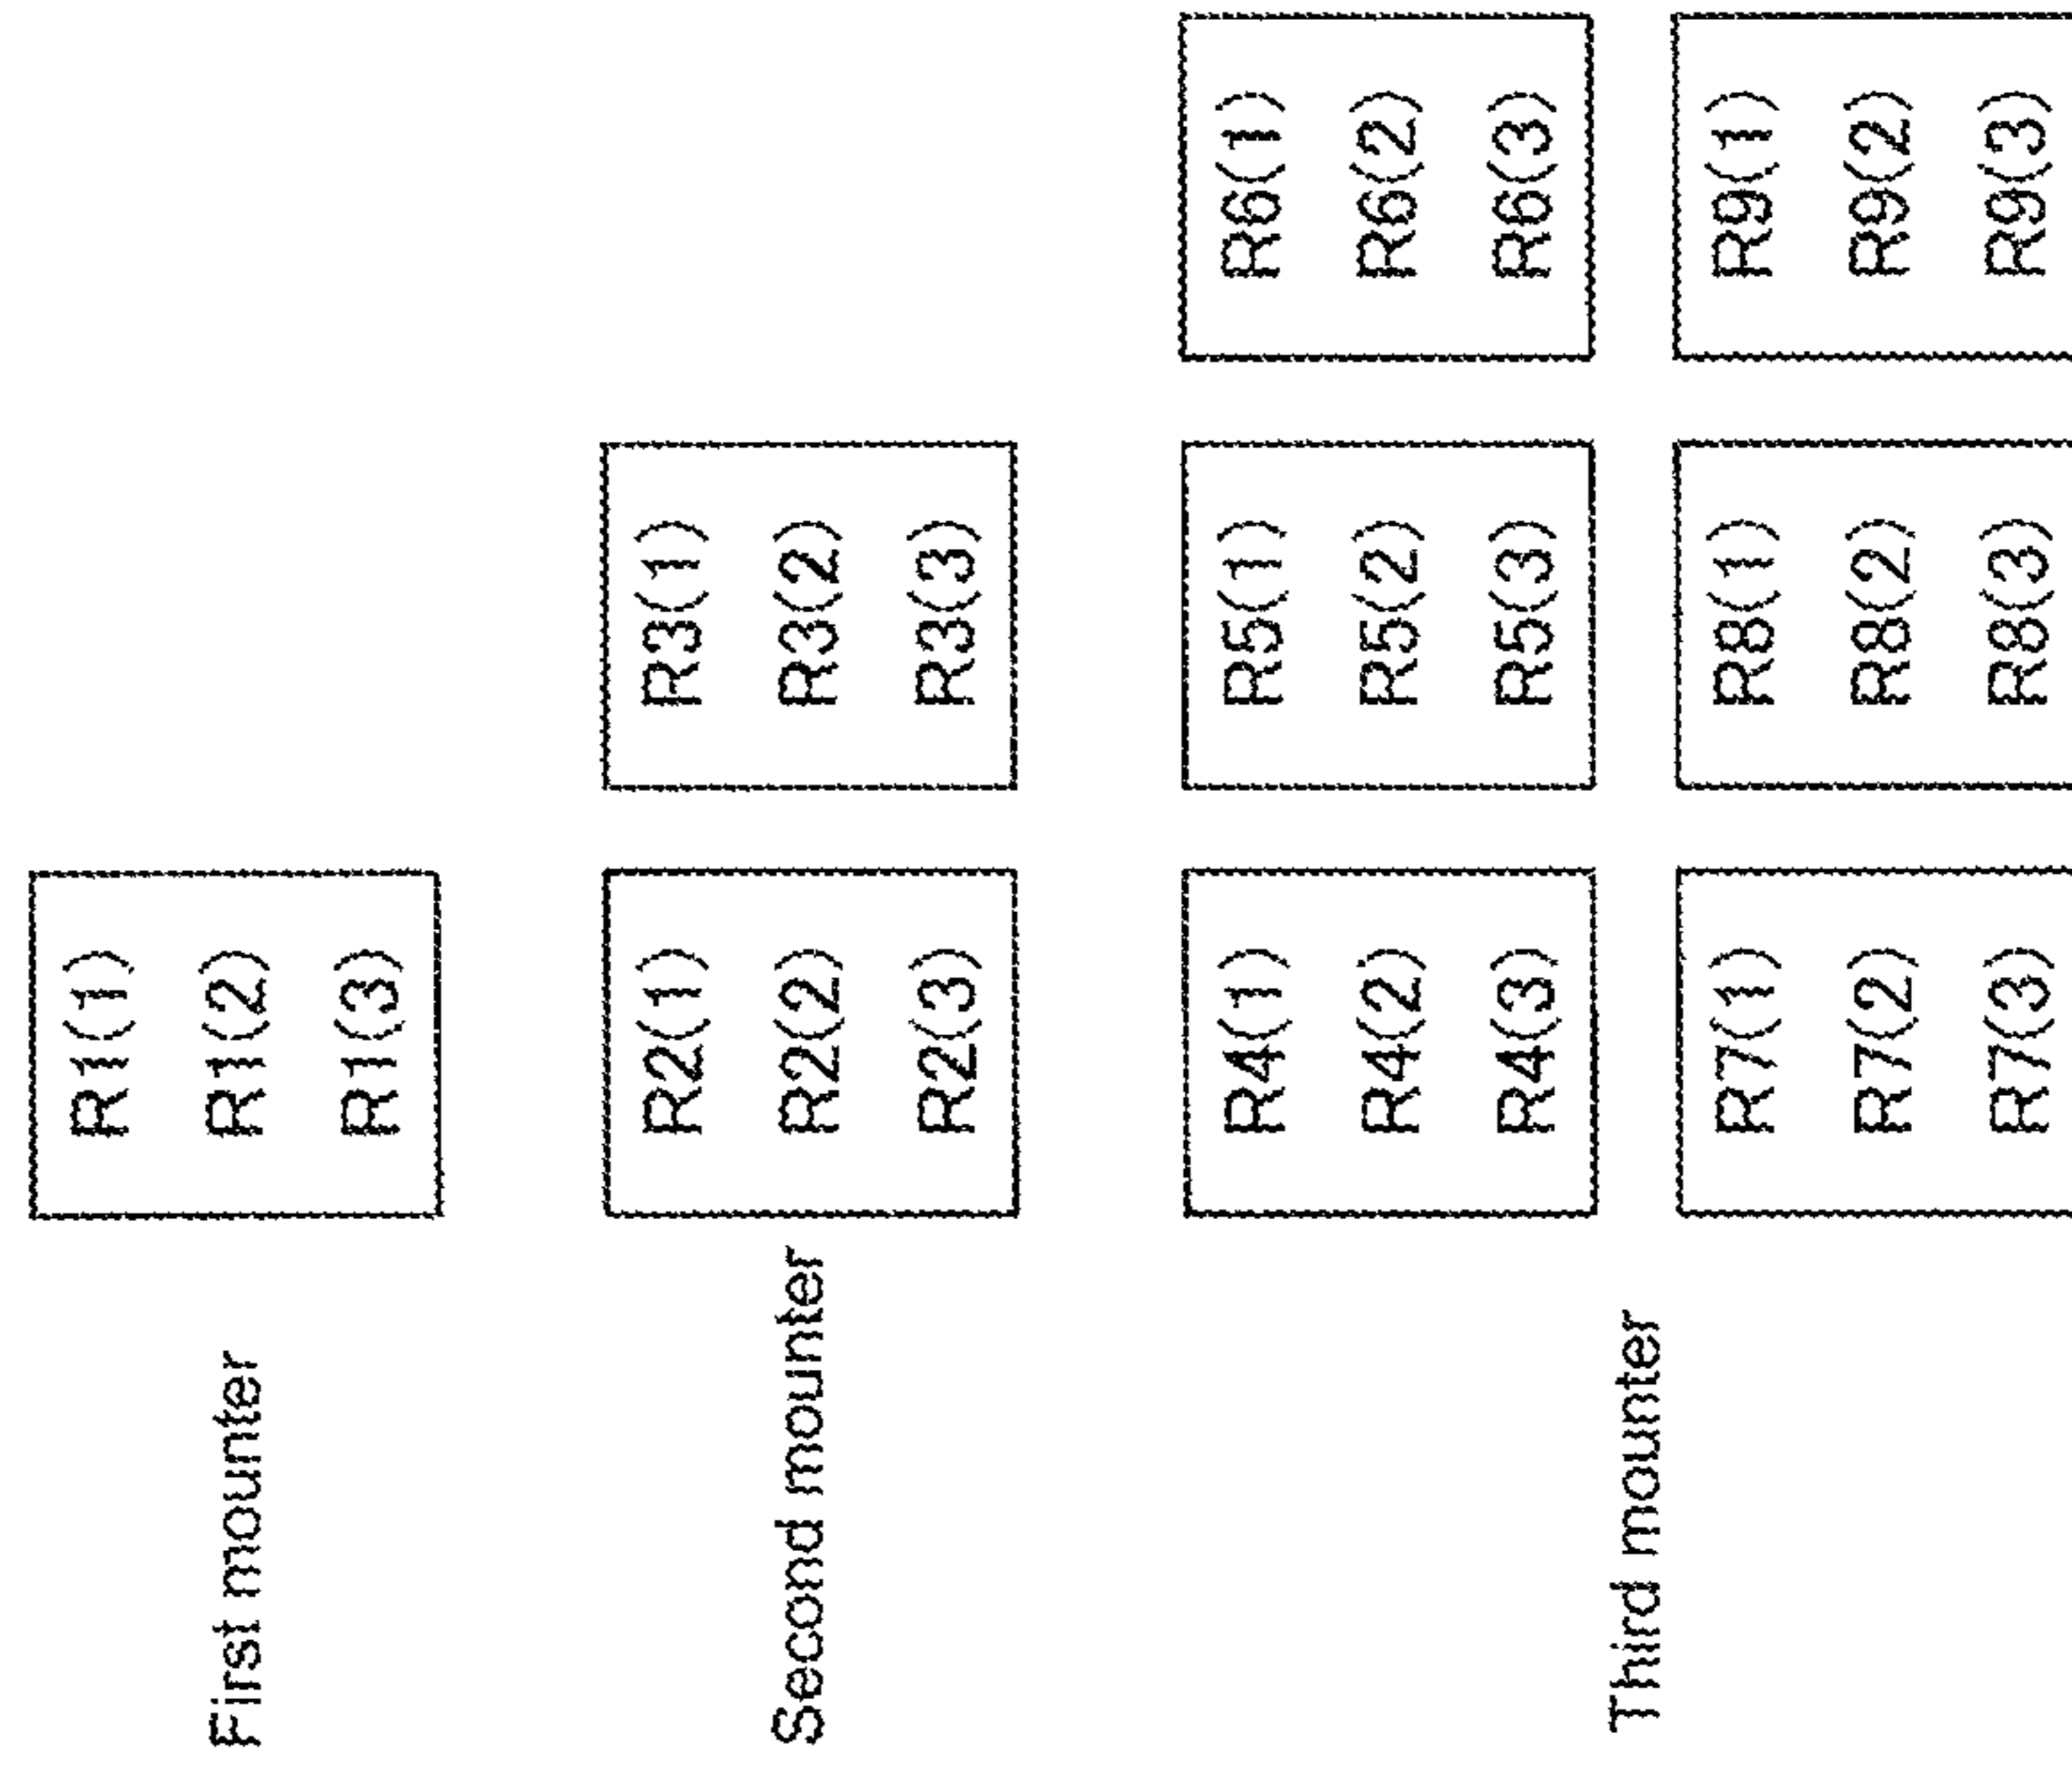 First mounter
R1(1)
R1(2)
R1(3)
Second mounter
R2(1)
R2(2)
R2(3)
R3(1)
R3(2)
R3(3)
Third mounter
R4(1)
R4(2)
R4(3)
R5(1)
R5(2)
R5(3)
R6(1)
R6(2)
R6(3)
R7(1)
R7(2)
R7(3)
R8(1)
R8(2)
R8(3)
R9(1)
R9(2)
R9(3)